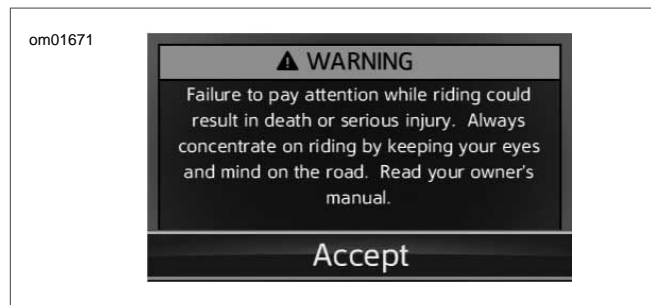 om01671
WARNING
Failure to pay attention while riding could
result in death or serious injury. Always
concentrate on riding by keeping your eyes
and mind on the road. Read your owner's
manual.
Accept